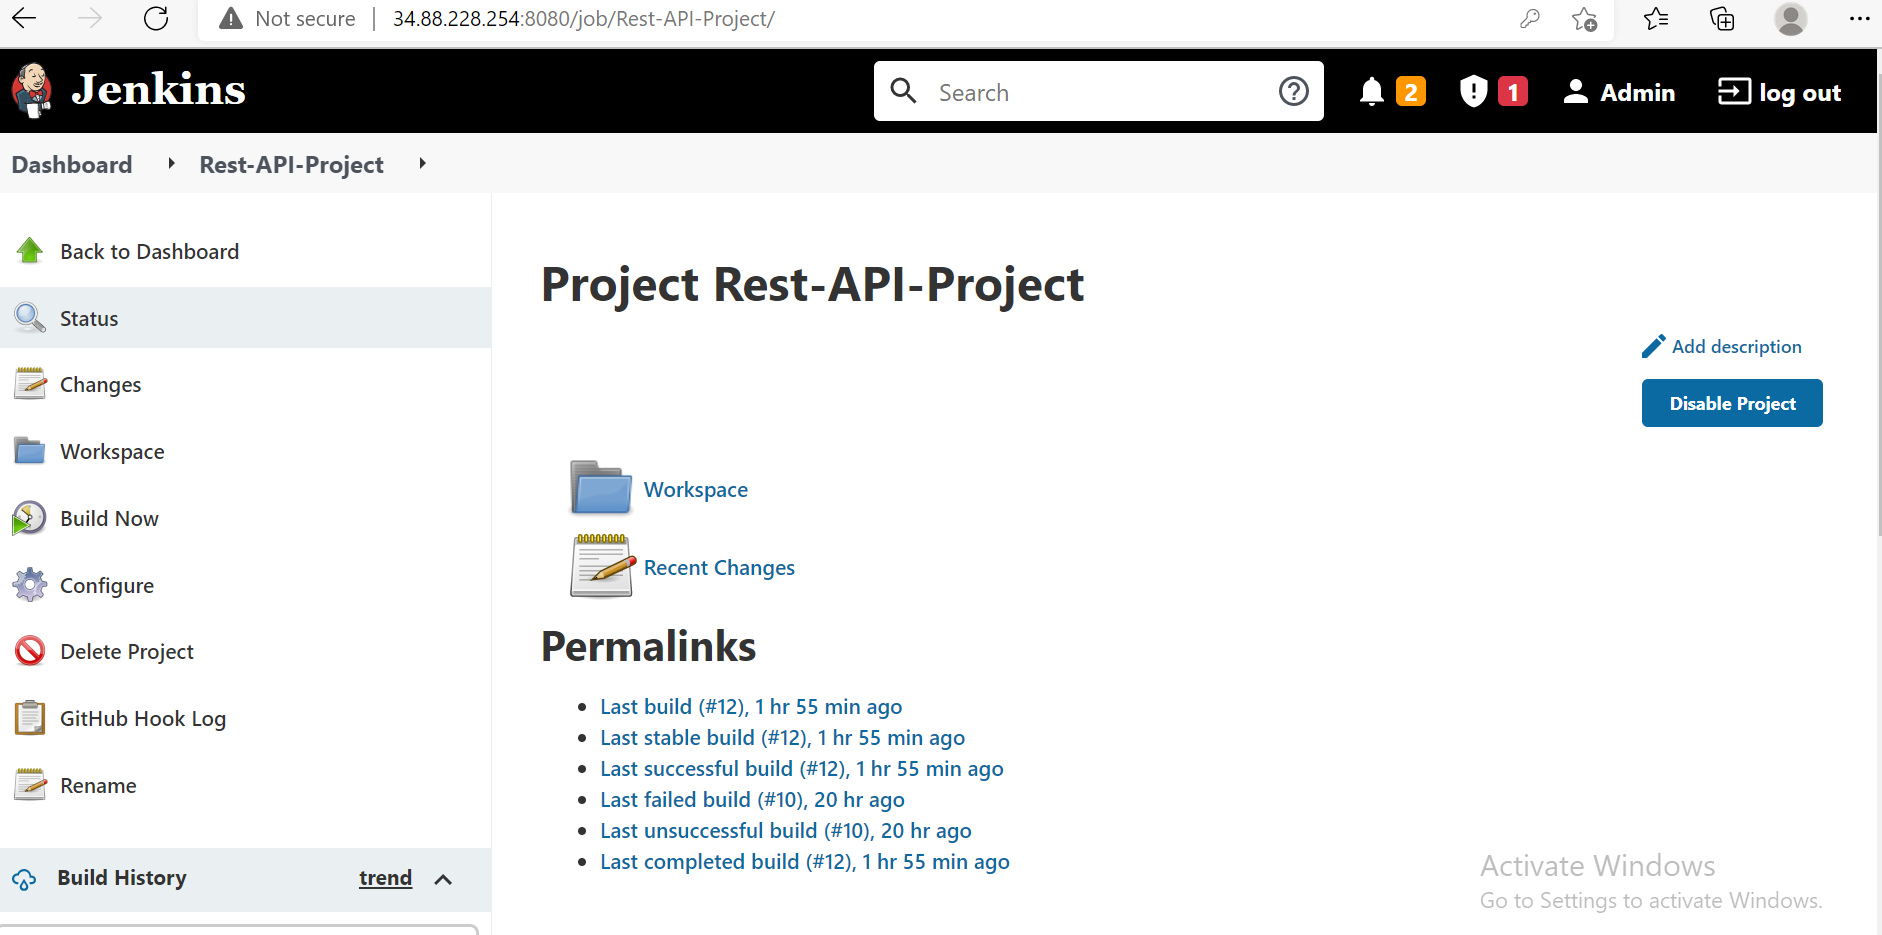 Not secure | 34.88.228.254:8080/job/Rest-API-Project/
Jenkins
Search
2
1
Admin
log out
Dashboard
Rest-API-Project
Back to Dashboard
Status
Changes
Workspace
Build Now
Configure
Delete Project
GitHub Hook Log
Rename
Build History
trend
Project Rest-API-Project
Add description
Disable Project
Workspace
Recent Changes
Permalinks
Last build (#12), 1 hr 55 min ago
Last stable build (#12), 1 hr 55 min ago
Last successful build (#12), 1 hr 55 min ago
Last failed build (#10), 20 hr ago
Last unsuccessful build (#10), 20 hr ago
Last completed build (#12), 1 hr 55 min ago
Activate Windows
Go to Settings to activate Windows.